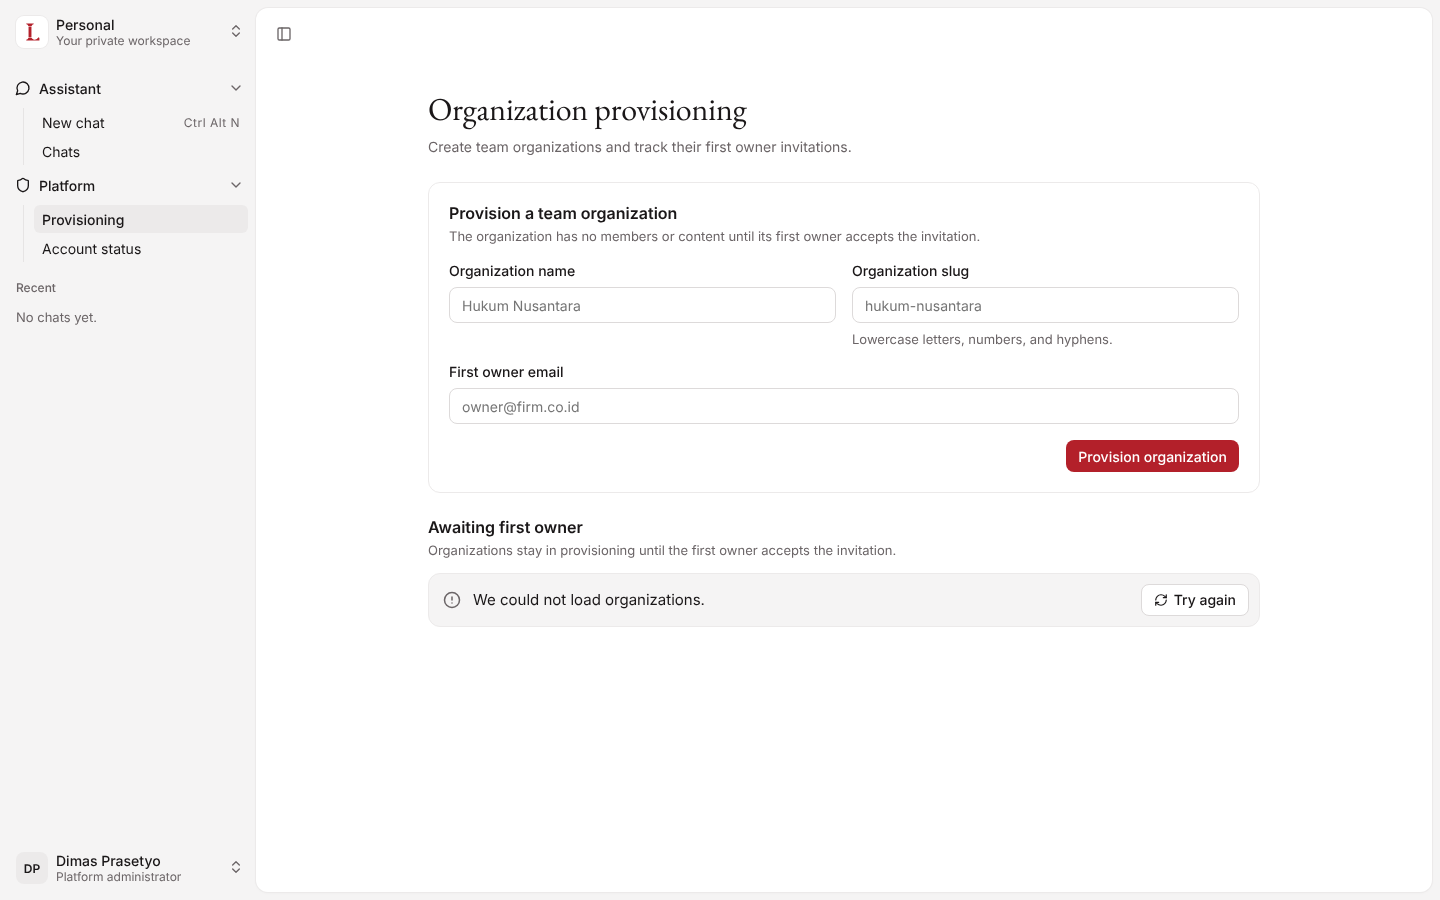 L
Personal
Your private workspace
Assistant
New chat
Ctrl Alt N
Chats
Platform
Provisioning
Account status
Recent
No chats yet.
DP
Dimas Prasetyo
Platform administrator
Organization provisioning
Create team organizations and track their first owner invitations.
Provision a team organization
The organization has no members or content until its first owner accepts the invitation.
Organization name
Hukum Nusantara
Organization slug
hukum-nusantara
Lowercase letters, numbers, and hyphens.
First owner email
owner@firm.co.id
Provision organization
Awaiting first owner
Organizations stay in provisioning until the first owner accepts the invitation.
We could not load organizations.
Try again